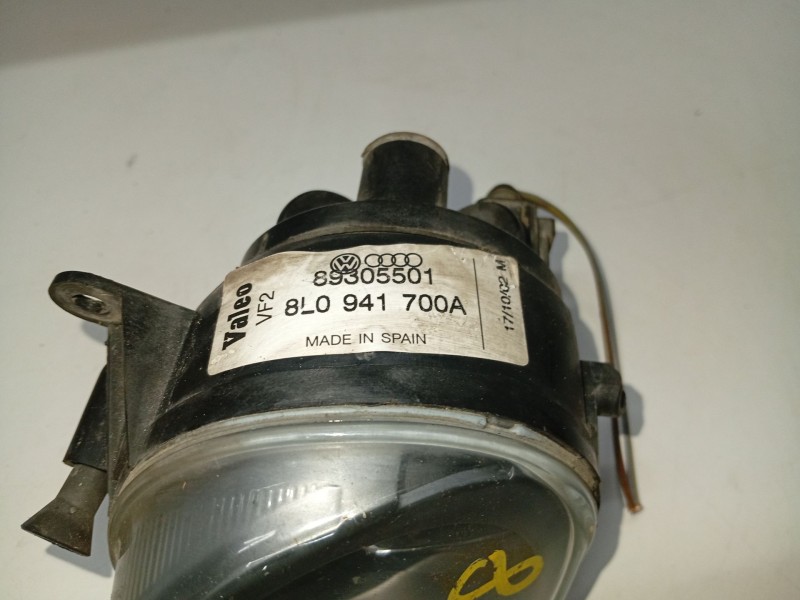 Valeo
VF2
89305501
8L0 941 700A
MADE IN SPAIN
17/10/02 M